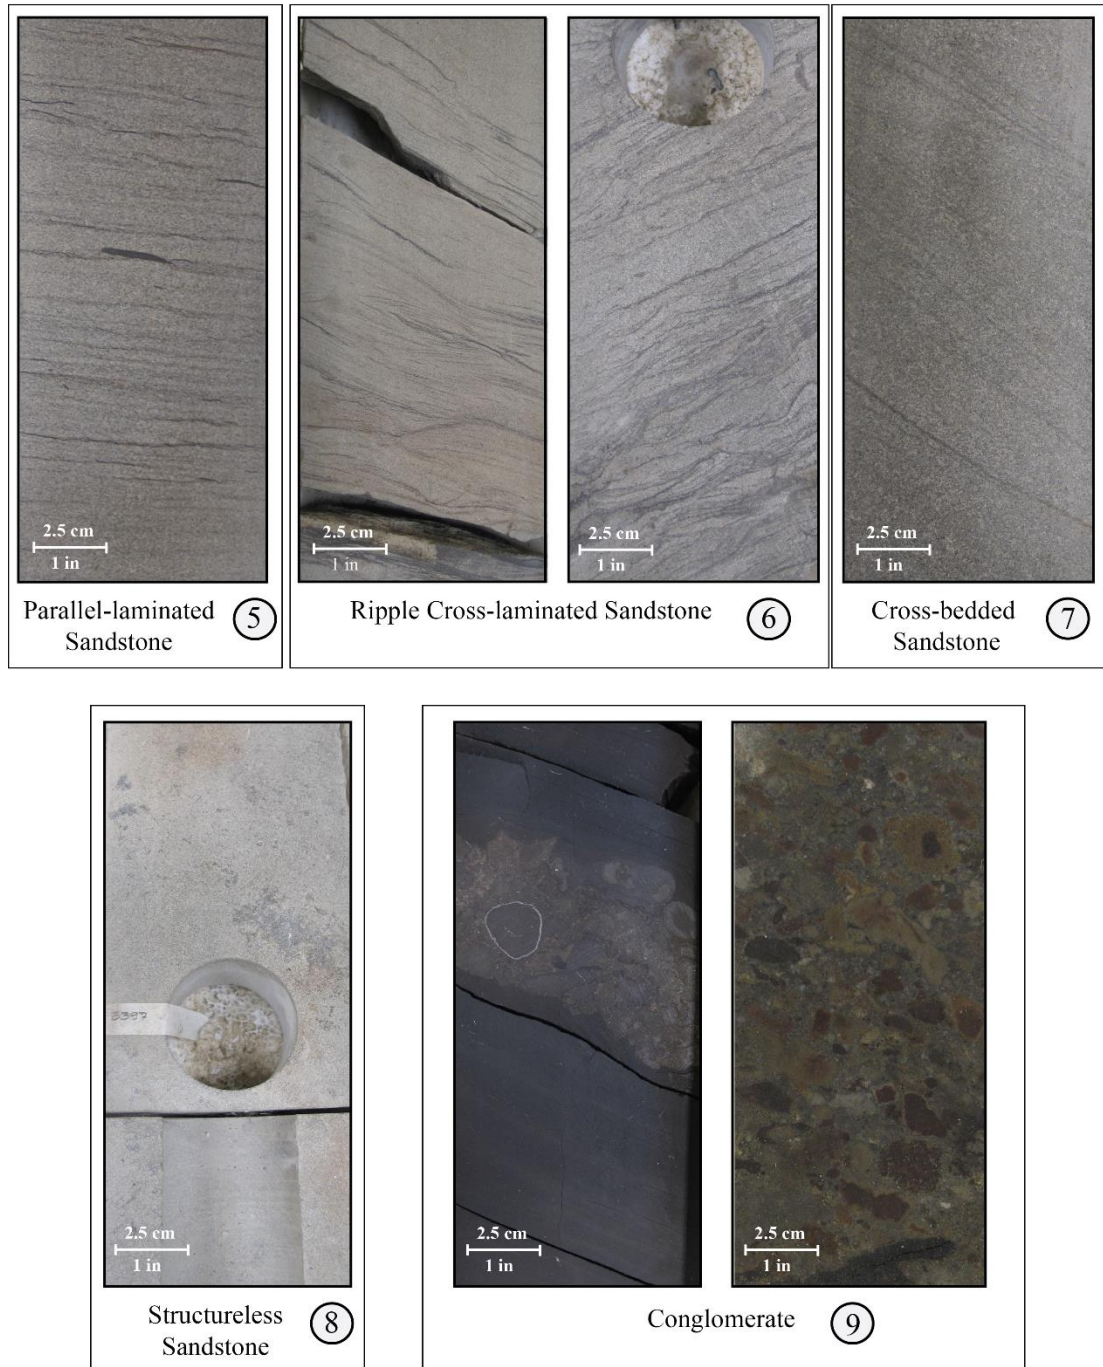 2.5 cm
1 in
2.5 cm
1 in
2.5 cm
1 in
2.5 cm
1 in
Parallel-laminated
Sandstone
5
Ripple Cross-laminated Sandstone
6
Cross-bedded
Sandstone
7
2.5 cm
1 in
2.5 cm
1 in
2.5 cm
1 in
Structureless
Sandstone
8
Conglomerate
9